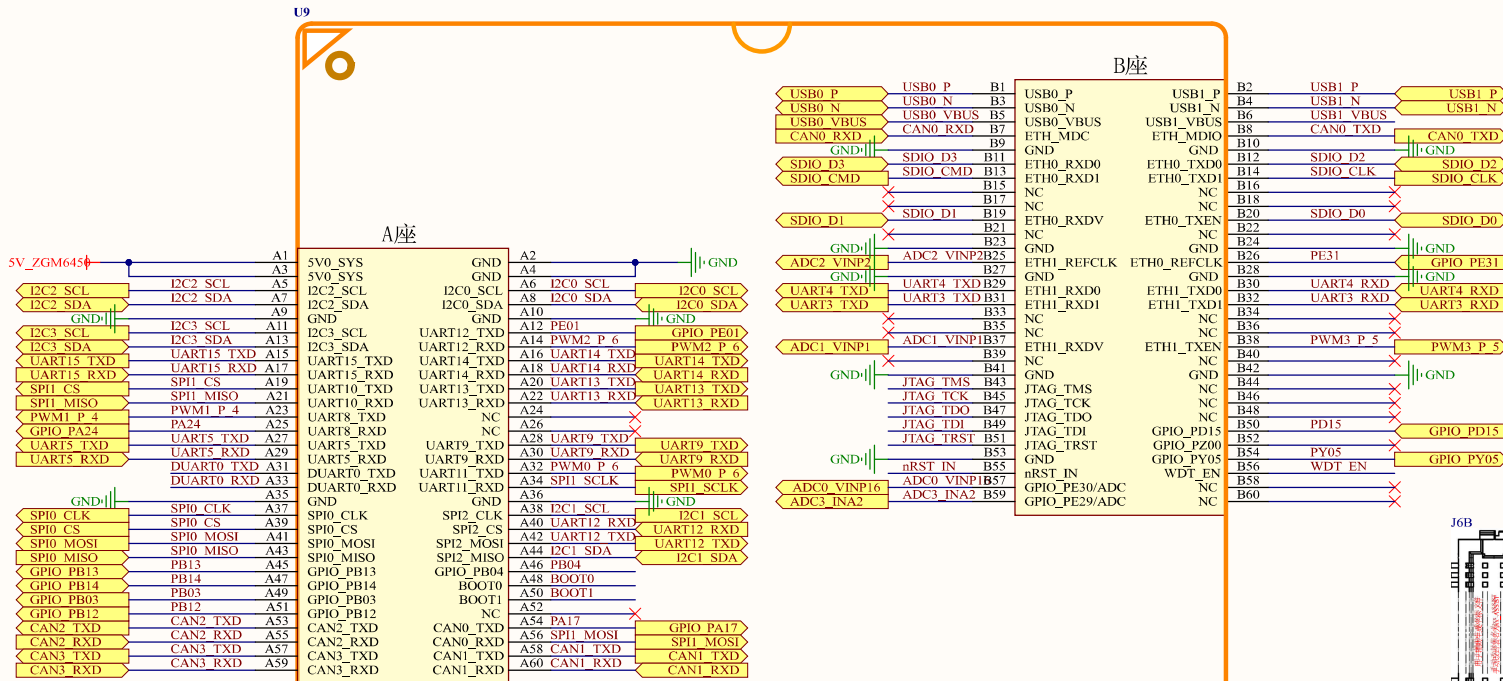 U9
B座
USB0_P USB0_P B1 USB0_P USB1_P B2 USB1_P USB1_P
USB0_N USB0_N B3 USB0_N USB1_N B4 USB1_N USB1_N
USB0_VBUS USB0_VBUS B5 USB0_VBUS USB1_VBUS B6 USB1_VBUS
CAN0_RXD CAN0_RXD B7 ETH_MDC ETH_MDIO B8 CAN0_TXD CAN0_TXD
GND B9 GND GND B10 GND
SDIO_D3 SDIO_D3 B11 ETH0_RXD0 ETH0_TXD0 B12 SDIO_D2 SDIO_D2
SDIO_CMD SDIO_CMD B13 ETH0_RXD1 ETH0_TXD1 B14 SDIO_CLK SDIO_CLK
B15 NC NC B16
B17 NC NC B18
SDIO_D1 SDIO_D1 B19 ETH0_RXDV ETH0_TXEN B20 SDIO_D0 SDIO_D0
B21 NC NC B22
GND B23 GND GND B24 GND
ADC2_VINP2 ADC2_VINP2 B25 ETH1_REFCLK ETH0_REFCLK B26 PE31 GPIO_PE31
GND B27 GND GND B28 GND
UART4_TXD UART4_TXD B29 ETH1_RXD0 ETH1_TXD0 B30 UART4_RXD UART4_RXD
UART3_TXD UART3_TXD B31 ETH1_RXD1 ETH1_TXD1 B32 UART3_RXD UART3_RXD
B33 NC NC B34
B35 NC NC B36
ADC1_VINP1 ADC1_VINP1 B37 ETH1_RXDV ETH1_TXEN B38 PWM3_P_5 PWM3_P_5
B39 NC NC B40
GND B41 GND GND B42 GND
JTAG_TMS B43 JTAG_TMS NC B44
JTAG_TCK B45 JTAG_TCK NC B46
JTAG_TDO B47 JTAG_TDO NC B48
JTAG_TDI B49 JTAG_TDI GPIO_PD15 B50 PD15 GPIO_PD15
JTAG_TRST B51 JTAG_TRST GPIO_PZ00 B52
GND GND GPIO_PY05 B54 PY05 GPIO_PY05
nRST_IN B55 nRST_IN WDT_EN B56 WDT_EN
ADC0_VINP16 ADC0_VINP16 B57 GPIO_PE30/ADC NC B58
ADC3_INA2 ADC3_INA2 B59 GPIO_PE29/ADC NC B60
A座
5V_ZGM6450 A1 5V0_SYS GND A2 GND
A3 5V0_SYS GND A4
I2C2_SCL I2C2_SCL A5 I2C2_SCL I2C0_SCL A6 I2C0_SCL I2C0_SCL
I2C2_SDA I2C2_SDA A7 I2C2_SDA I2C0_SDA A8 I2C0_SDA I2C0_SDA
GND A9 GND GND A10 GND
I2C3_SCL I2C3_SCL A11 I2C3_SCL UART12_TXD A12 PE01 GPIO_PE01
I2C3_SDA I2C3_SDA A13 I2C3_SDA UART12_RXD A14 PWM2_P_6 PWM2_P_6
UART15_TXD UART15_TXD A15 UART15_TXD UART14_TXD A16 UART14_TXD UART14_TXD
UART15_RXD UART15_RXD A17 UART15_RXD UART14_RXD A18 UART14_RXD UART14_RXD
SPI1_CS SPI1_CS A19 UART10_TXD UART13_TXD A20 UART13_TXD UART13_TXD
SPI1_MISO SPI1_MISO A21 UART10_RXD UART13_RXD A22 UART13_RXD UART13_RXD
PWM1_P_4 PWM1_P_4 A23 UART8_TXD NC A24
GPIO_PA24 PA24 A25 UART8_RXD NC A26
UART5_TXD UART5_TXD A27 UART5_TXD UART9_TXD A28 UART9_TXD UART9_TXD
UART5_RXD UART5_RXD A29 UART5_RXD UART9_RXD A30 UART9_RXD UART9_RXD
DUART0_TXD A31 DUART0_TXD UART11_TXD A32 PWM0_P_6 PWM0_P_6
DUART0_RXD A33 DUART0_RXD UART11_RXD A34 SPI1_SCLK SPI1_SCLK
GND A35 GND GND A36 GND
SPI0_CLK SPI0_CLK A37 SPI0_CLK SPI2_CLK A38 I2C1_SCL I2C1_SCL
SPI0_CS SPI0_CS A39 SPI0_CS SPI2_CS A40 UART12_RXD UART12_RXD
SPI0_MOSI SPI0_MOSI A41 SPI0_MOSI SPI2_MOSI A42 UART12_TXD UART12_TXD
SPI0_MISO SPI0_MISO A43 SPI0_MISO SPI2_MISO A44 I2C1_SDA I2C1_SDA
GPIO_PB13 PB13 A45 GPIO_PB13 GPIO_PB04 A46 PB04
GPIO_PB14 PB14 A47 GPIO_PB14 BOOT0 A48 BOOT0
GPIO_PB03 PB03 A49 GPIO_PB03 BOOT1 A50 BOOT1
GPIO_PB12 PB12 A51 GPIO_PB12 NC A52
CAN2_TXD CAN2_TXD A53 CAN2_TXD CAN0_TXD A54 PA17 GPIO_PA17
CAN2_RXD CAN2_RXD A55 CAN2_RXD CAN0_RXD A56 SPI1_MOSI SPI1_MOSI
CAN3_TXD CAN3_TXD A57 CAN3_TXD CAN1_TXD A58 CAN1_TXD CAN1_TXD
CAN3_RXD CAN3_RXD A59 CAN3_RXD CAN1_RXD A60 CAN1_RXD CAN1_RXD
J6B